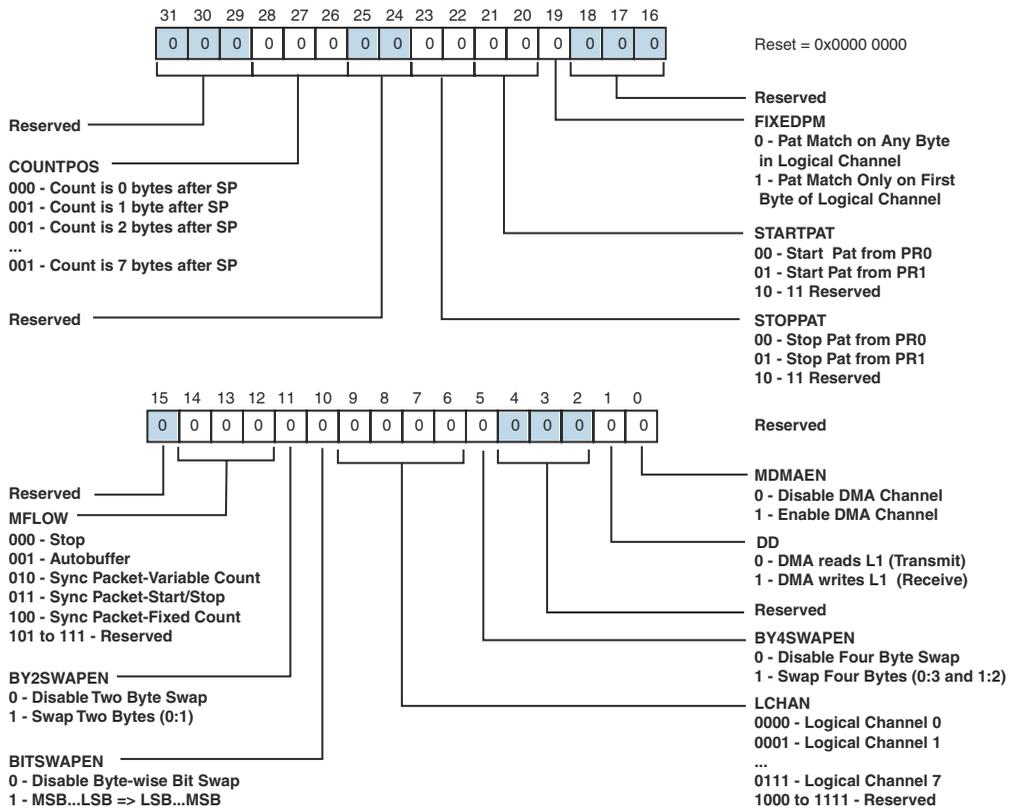 31 30 29 28 27 26 25 24 23 22 21 20 19 18 17 16
0 0 0 0 0 0 0 0 0 0 0 0 0 0 0 0
Reset = 0x0000 0000
Reserved
COUNTPOS
000 - Count is 0 bytes after SP
001 - Count is 1 byte after SP
001 - Count is 2 bytes after SP
...
001 - Count is 7 bytes after SP
Reserved
Reserved
FIXEDPM
0 - Pat Match on Any Byte
in Logical Channel
1 - Pat Match Only on First
Byte of Logical Channel
STARTPAT
00 - Start Pat from PR0
01 - Start Pat from PR1
10 - 11 Reserved
STOPPAT
00 - Stop Pat from PR0
01 - Stop Pat from PR1
10 - 11 Reserved
15 14 13 12 11 10 9 8 7 6 5 4 3 2 1 0
0 0 0 0 0 0 0 0 0 0 0 0 0 0 0 0
Reserved
Reserved
MFLOW
000 - Stop
001 - Autobuffer
010 - Sync Packet-Variable Count
011 - Sync Packet-Start/Stop
100 - Sync Packet-Fixed Count
101 to 111 - Reserved
BY2SWAPEN
0 - Disable Two Byte Swap
1 - Swap Two Bytes (0:1)
BITSWAPEN
0 - Disable Byte-wise Bit Swap
1 - MSB...LSB => LSB...MSB
MDMAEN
0 - Disable DMA Channel
1 - Enable DMA Channel
DD
0 - DMA reads L1 (Transmit)
1 - DMA writes L1 (Receive)
Reserved
BY4SWAPEN
0 - Disable Four Byte Swap
1 - Swap Four Bytes (0:3 and 1:2)
LCHAN
0000 - Logical Channel 0
0001 - Logical Channel 1
...
0111 - Logical Channel 7
1000 to 1111 - Reserved